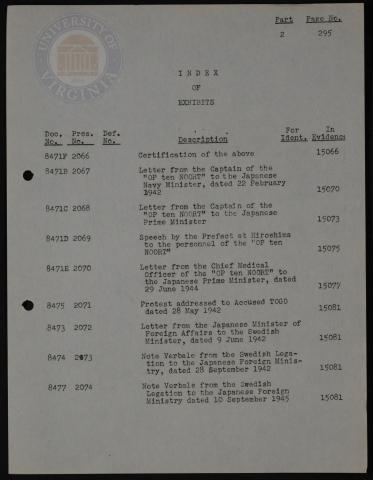 UNIVERSITY OF VIRGINIA
Part Page No.
2 295
INDEX
OF
EXHIBITS
Doc. Pros. Def. For In
No. No. No. Description Ident. Evidence
8471F 2066 Certification of the above 15066
8471B 2067 Letter from the Captain of the
"OP ten NOORT" to the Japanese
Navy Minister, dated 22 February
1942 15070
8471C 2068 Letter from the Captain of the
"OP ten NOORT" to the Japanese
Prime Minister 15073
8471D 2069 Speech by the Prefect at Hiroshima
to the personnel of the "OP ten
NOORT" 15075
8471E 2070 Letter from the Chief Medical
Officer of the "OP ten NOORT" to
the Japanese Prime Minister, dated
29 June 1944 15077
8475 2071 Protest addressed to Accused TOGO
dated 28 May 1942 15081
8473 2072 Letter from the Japanese Minister of
Foreign Affairs to the Swedish
Minister, dated 9 June 1942 15081
8474 2073 Note Verbale from the Swedish Lega-
tion to the Japanese Foreign Minis-
try, dated 28 September 1942 15081
8477 2074 Note Verbale from the Swedish
Legation to the Japanese Foreign
Ministry dated 10 September 1945 15081